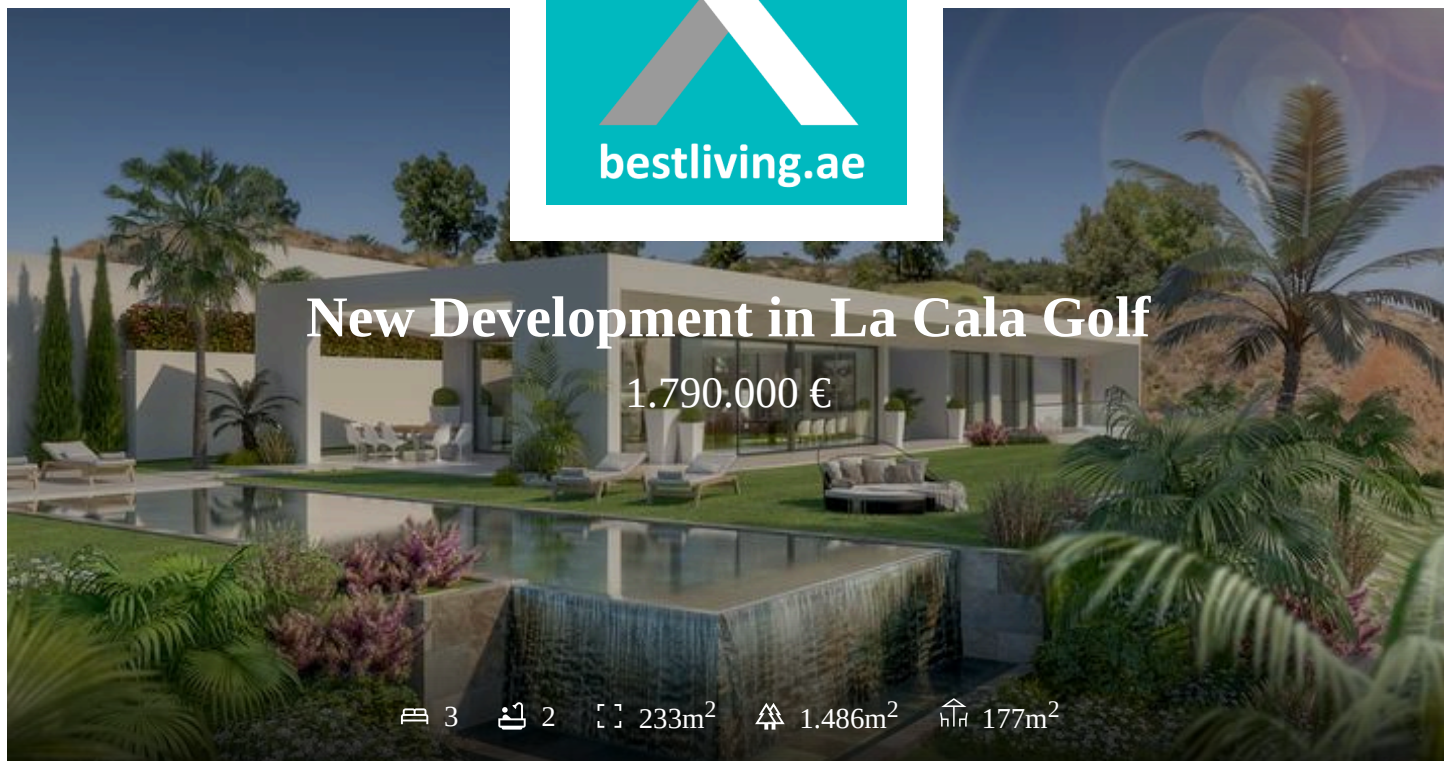 bestliving.ae
New Development in La Cala Golf
1.790.000 €
3 2 233m² 1.486m² 177m²